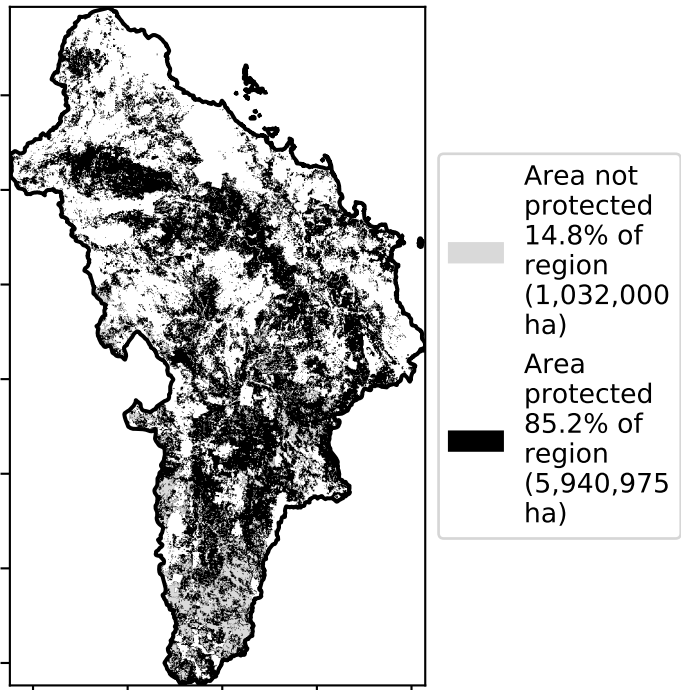 Area not
protected
14.8% of
region
(1,032,000
ha)
Area
protected
85.2% of
region
(5,940,975
ha)